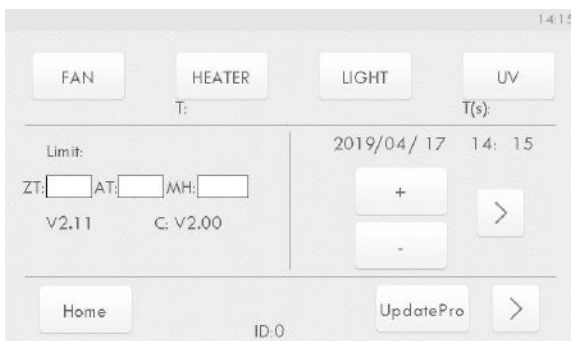 14:15
FAN HEATER LIGHT UV
T: T(s):
Limit: 2019/04/ 17 14: 15
ZT: AT: MH: +
V2.11 C: V2.00 >
-
Home UpdatePro >
ID:0